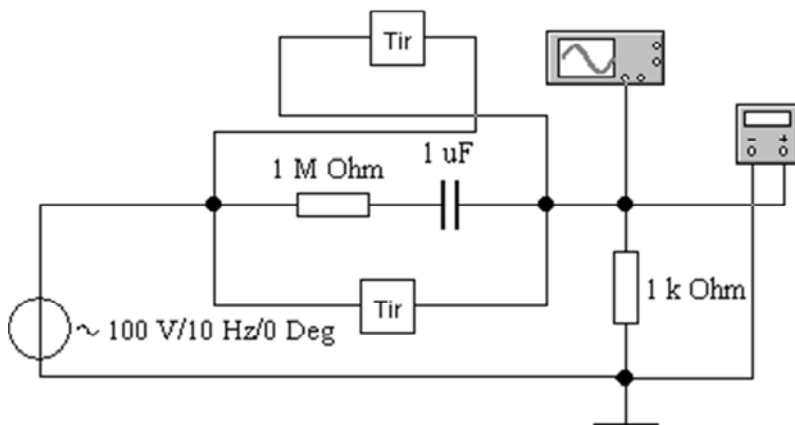 Tir
1 M Ohm
1 uF
Tir
1 k Ohm
~ 100 V/10 Hz/0 Deg
- +